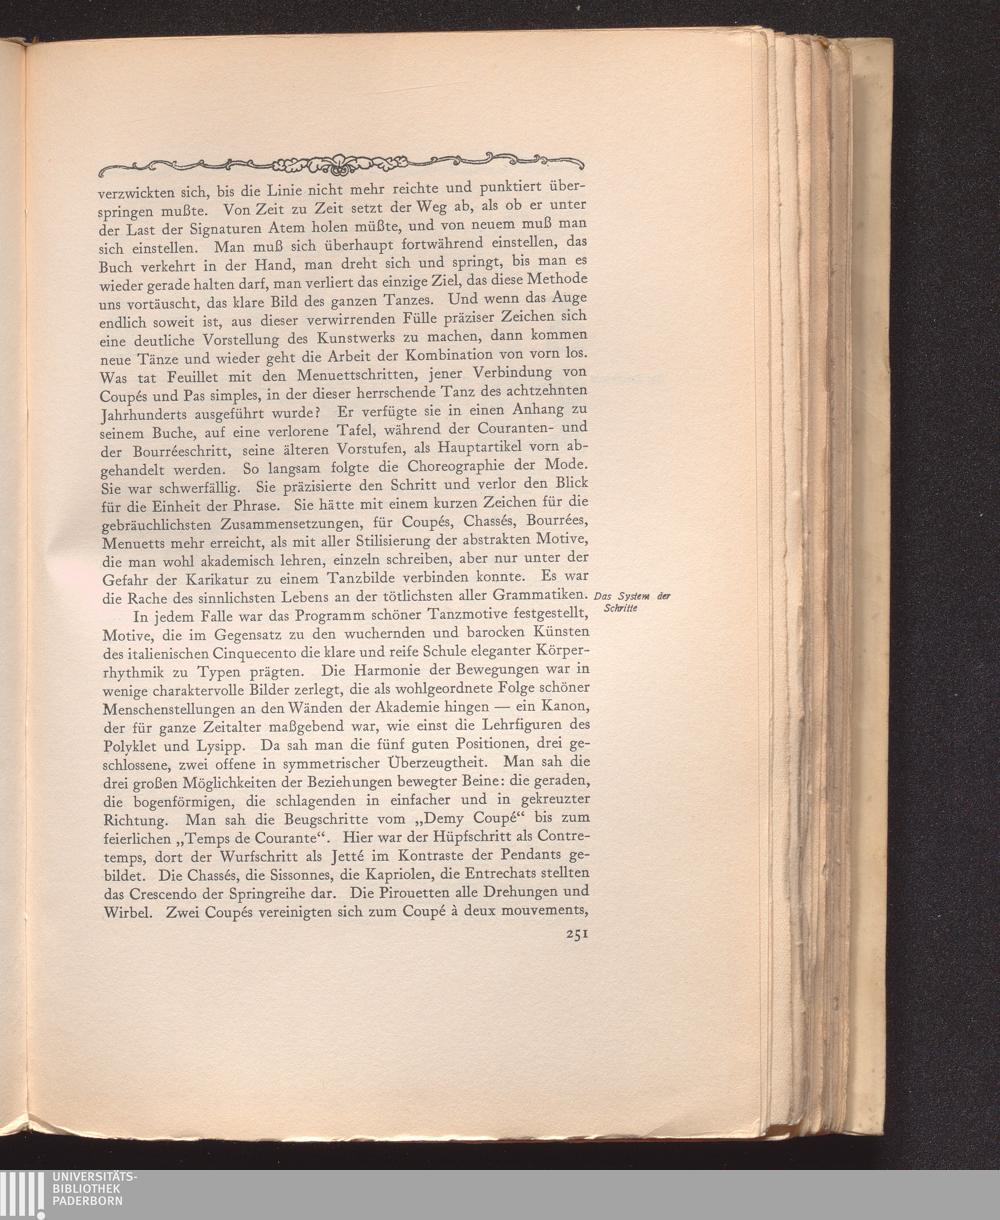 verzwickten sich, bis die Linie nicht mehr reichte und punktiert über-
springen mußte. Von Zeit zu Zeit setzt der Weg ab, als ob er unter
der Last der Signaturen Atem holen müßte, und von neuem muß man
sich einstellen. Man muß sich überhaupt fortwährend einstellen, das
Buch verkehrt in der Hand, man dreht sich und springt, bis man es
wieder gerade halten darf, man verliert das einzige Ziel, das diese Methode
uns vortäuscht, das klare Bild des ganzen Tanzes. Und wenn das Auge
endlich soweit ist, aus dieser verwirrenden Fülle präziser Zeichen sich
eine deutliche Vorstellung des Kunstwerks zu machen, dann kommen
neue Tänze und wieder geht die Arbeit der Kombination von vorn los.
Was tat Feuillet mit den Menuettschritten, jener Verbindung von
Coupés und Pas simples, in der dieser herrschende Tanz des achtzehnten
Jahrhunderts ausgeführt wurde? Er verfügte sie in einen Anhang zu
seinem Buche, auf eine verlorene Tafel, während der Couranten- und
der Bourréeschritt, seine älteren Vorstufen, als Hauptartikel vorn ab-
gehandelt werden. So langsam folgte die Choreographie der Mode.
Sie war schwerfällig. Sie präzisierte den Schritt und verlor den Blick
für die Einheit der Phrase. Sie hätte mit einem kurzen Zeichen für die
gebräuchlichsten Zusammensetzungen, für Coupés, Chassés, Bourrées,
Menuetts mehr erreicht, als mit aller Stilisierung der abstrakten Motive,
die man wohl akademisch lehren, einzeln schreiben, aber nur unter der
Gefahr der Karikatur zu einem Tanzbilde verbinden konnte. Es war
die Rache des sinnlichsten Lebens an der tötlichsten aller Grammatiken.
Das System der
Schritte
In jedem Falle war das Programm schöner Tanzmotive festgestellt,
Motive, die im Gegensatz zu den wuchernden und barocken Künsten
des italienischen Cinquecento die klare und reife Schule eleganter Körper-
rhythmik zu Typen prägten. Die Harmonie der Bewegungen war in
wenige charaktervolle Bilder zerlegt, die als wohlgeordnete Folge schöner
Menschenstellungen an den Wänden der Akademie hingen — ein Kanon,
der für ganze Zeitalter maßgebend war, wie einst die Lehrfiguren des
Polyklet und Lysipp. Da sah man die fünf guten Positionen, drei ge-
schlossene, zwei offene in symmetrischer Überzeugtheit. Man sah die
drei großen Möglichkeiten der Beziehungen bewegter Beine: die geraden,
die bogenförmigen, die schlagenden in einfacher und in gekreuzter
Richtung. Man sah die Beugschritte vom „Demy Coupé“ bis zum
feierlichen „Temps de Courante“. Hier war der Hüpfschritt als Contre-
temps, dort der Wurfschritt als Jetté im Kontraste der Pendants ge-
bildet. Die Chassés, die Sissonnes, die Kapriolen, die Entrechats stellten
das Crescendo der Springreihe dar. Die Pirouetten alle Drehungen und
Wirbel. Zwei Coupés vereinigten sich zum Coupé à deux mouvements,
251
UNIVERSITÄTS-
BIBLIOTHEK
PADERBORN